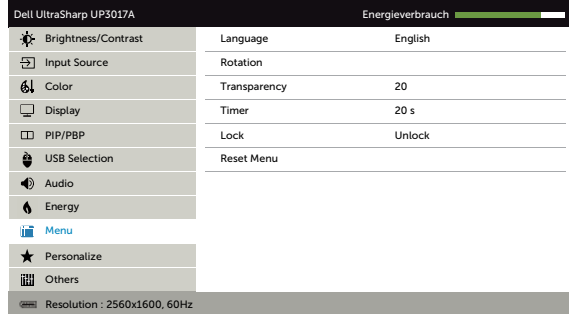 Dell UltraSharp UP3017A Energieverbrauch
Brightness/Contrast
Input Source
Color
Display
PIP/PBP
USB Selection
Audio
Energy
Menu
Personalize
Others
Language English
Rotation
Transparency 20
Timer 20 s
Lock Unlock
Reset Menu
Resolution : 2560x1600, 60Hz